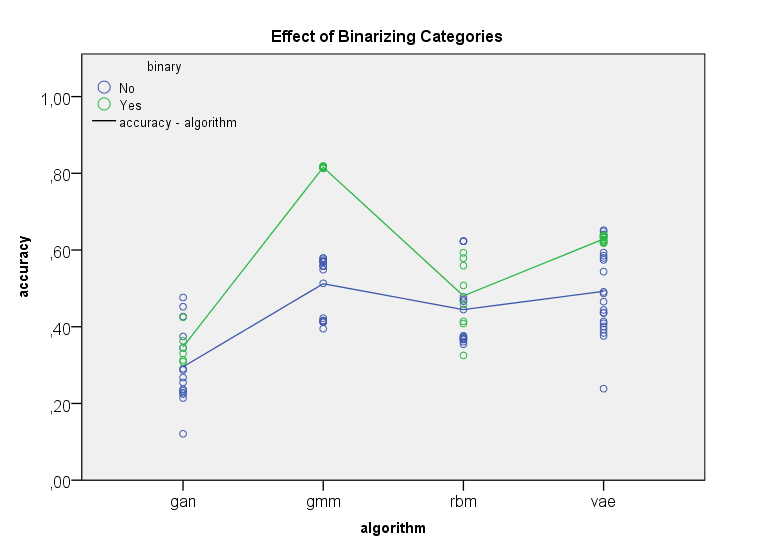 Effect of Binarizing Categories
binary
No
Yes
accuracy - algorithm
1,00
,80
,60
,40
,20
,00
accuracy
gan gmm rbm vae
algorithm